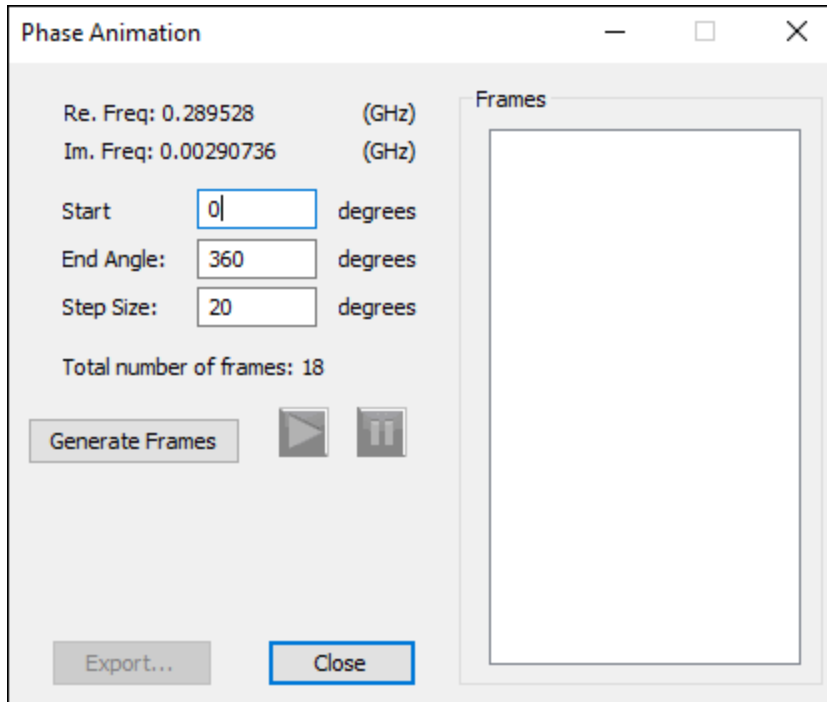 Phase Animation
Re. Freq: 0.289528 (GHz)
Im. Freq: 0.00290736 (GHz)
Start 0 degrees
End Angle: 360 degrees
Step Size: 20 degrees
Total number of frames: 18
Generate Frames
Export... Close
Frames